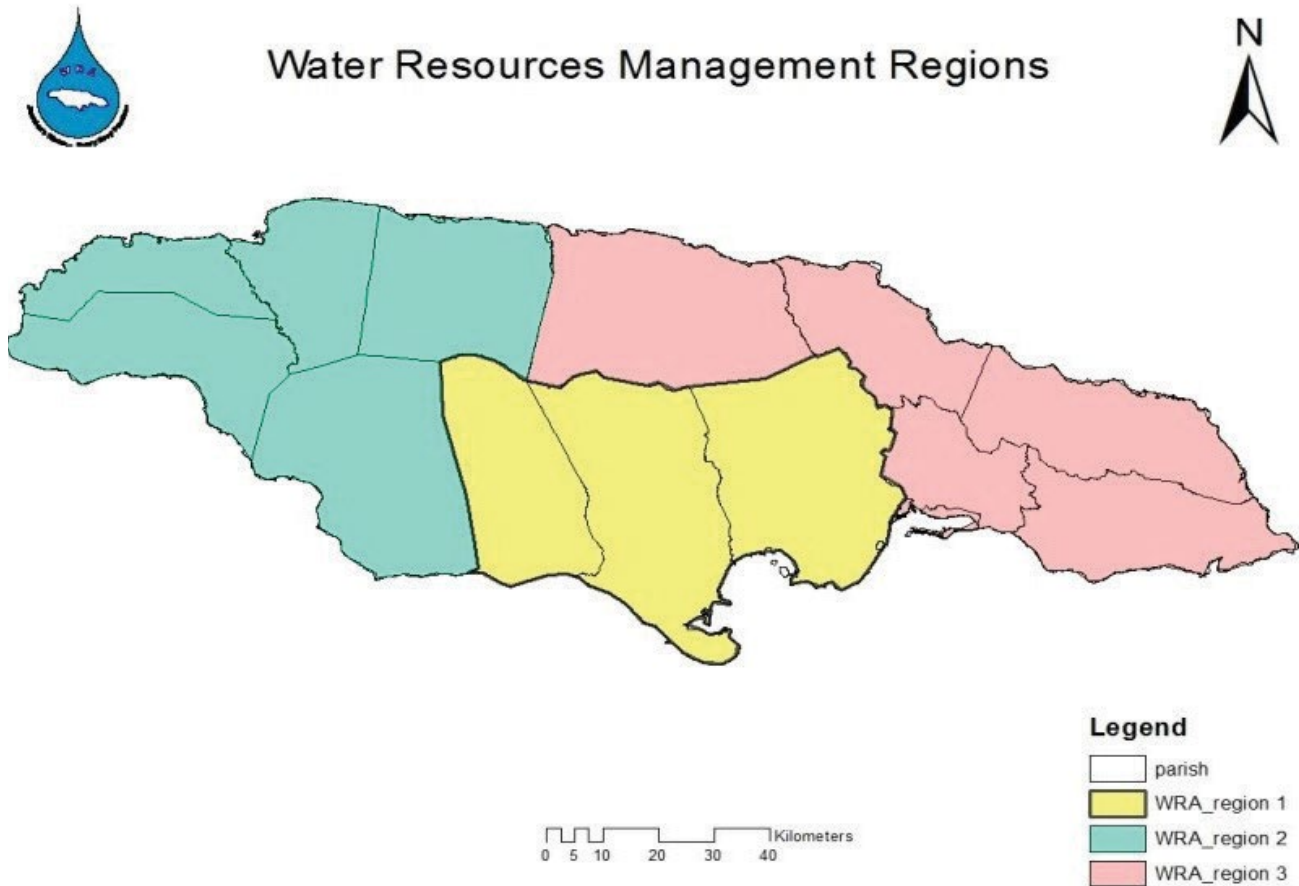 WRA
Water Resources Management Regions
N
Legend
parish
WRA_region 1
WRA_region 2
WRA_region 3
Kilometers
0 5 10 20 30 40